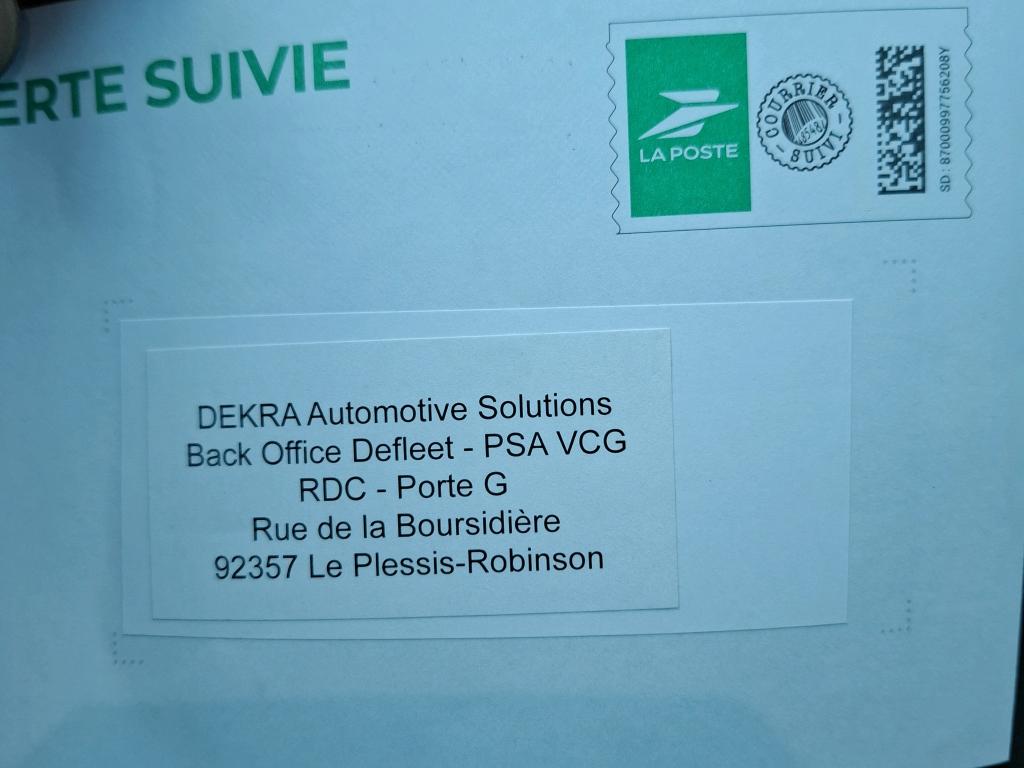 ERTE SUIVIE
LA POSTE
COURRIER
SUIVI
SD : 87000997756208Y
DEKRA Automotive Solutions
Back Office Defleet - PSA VCG
RDC - Porte G
Rue de la Boursidière
92357 Le Plessis-Robinson